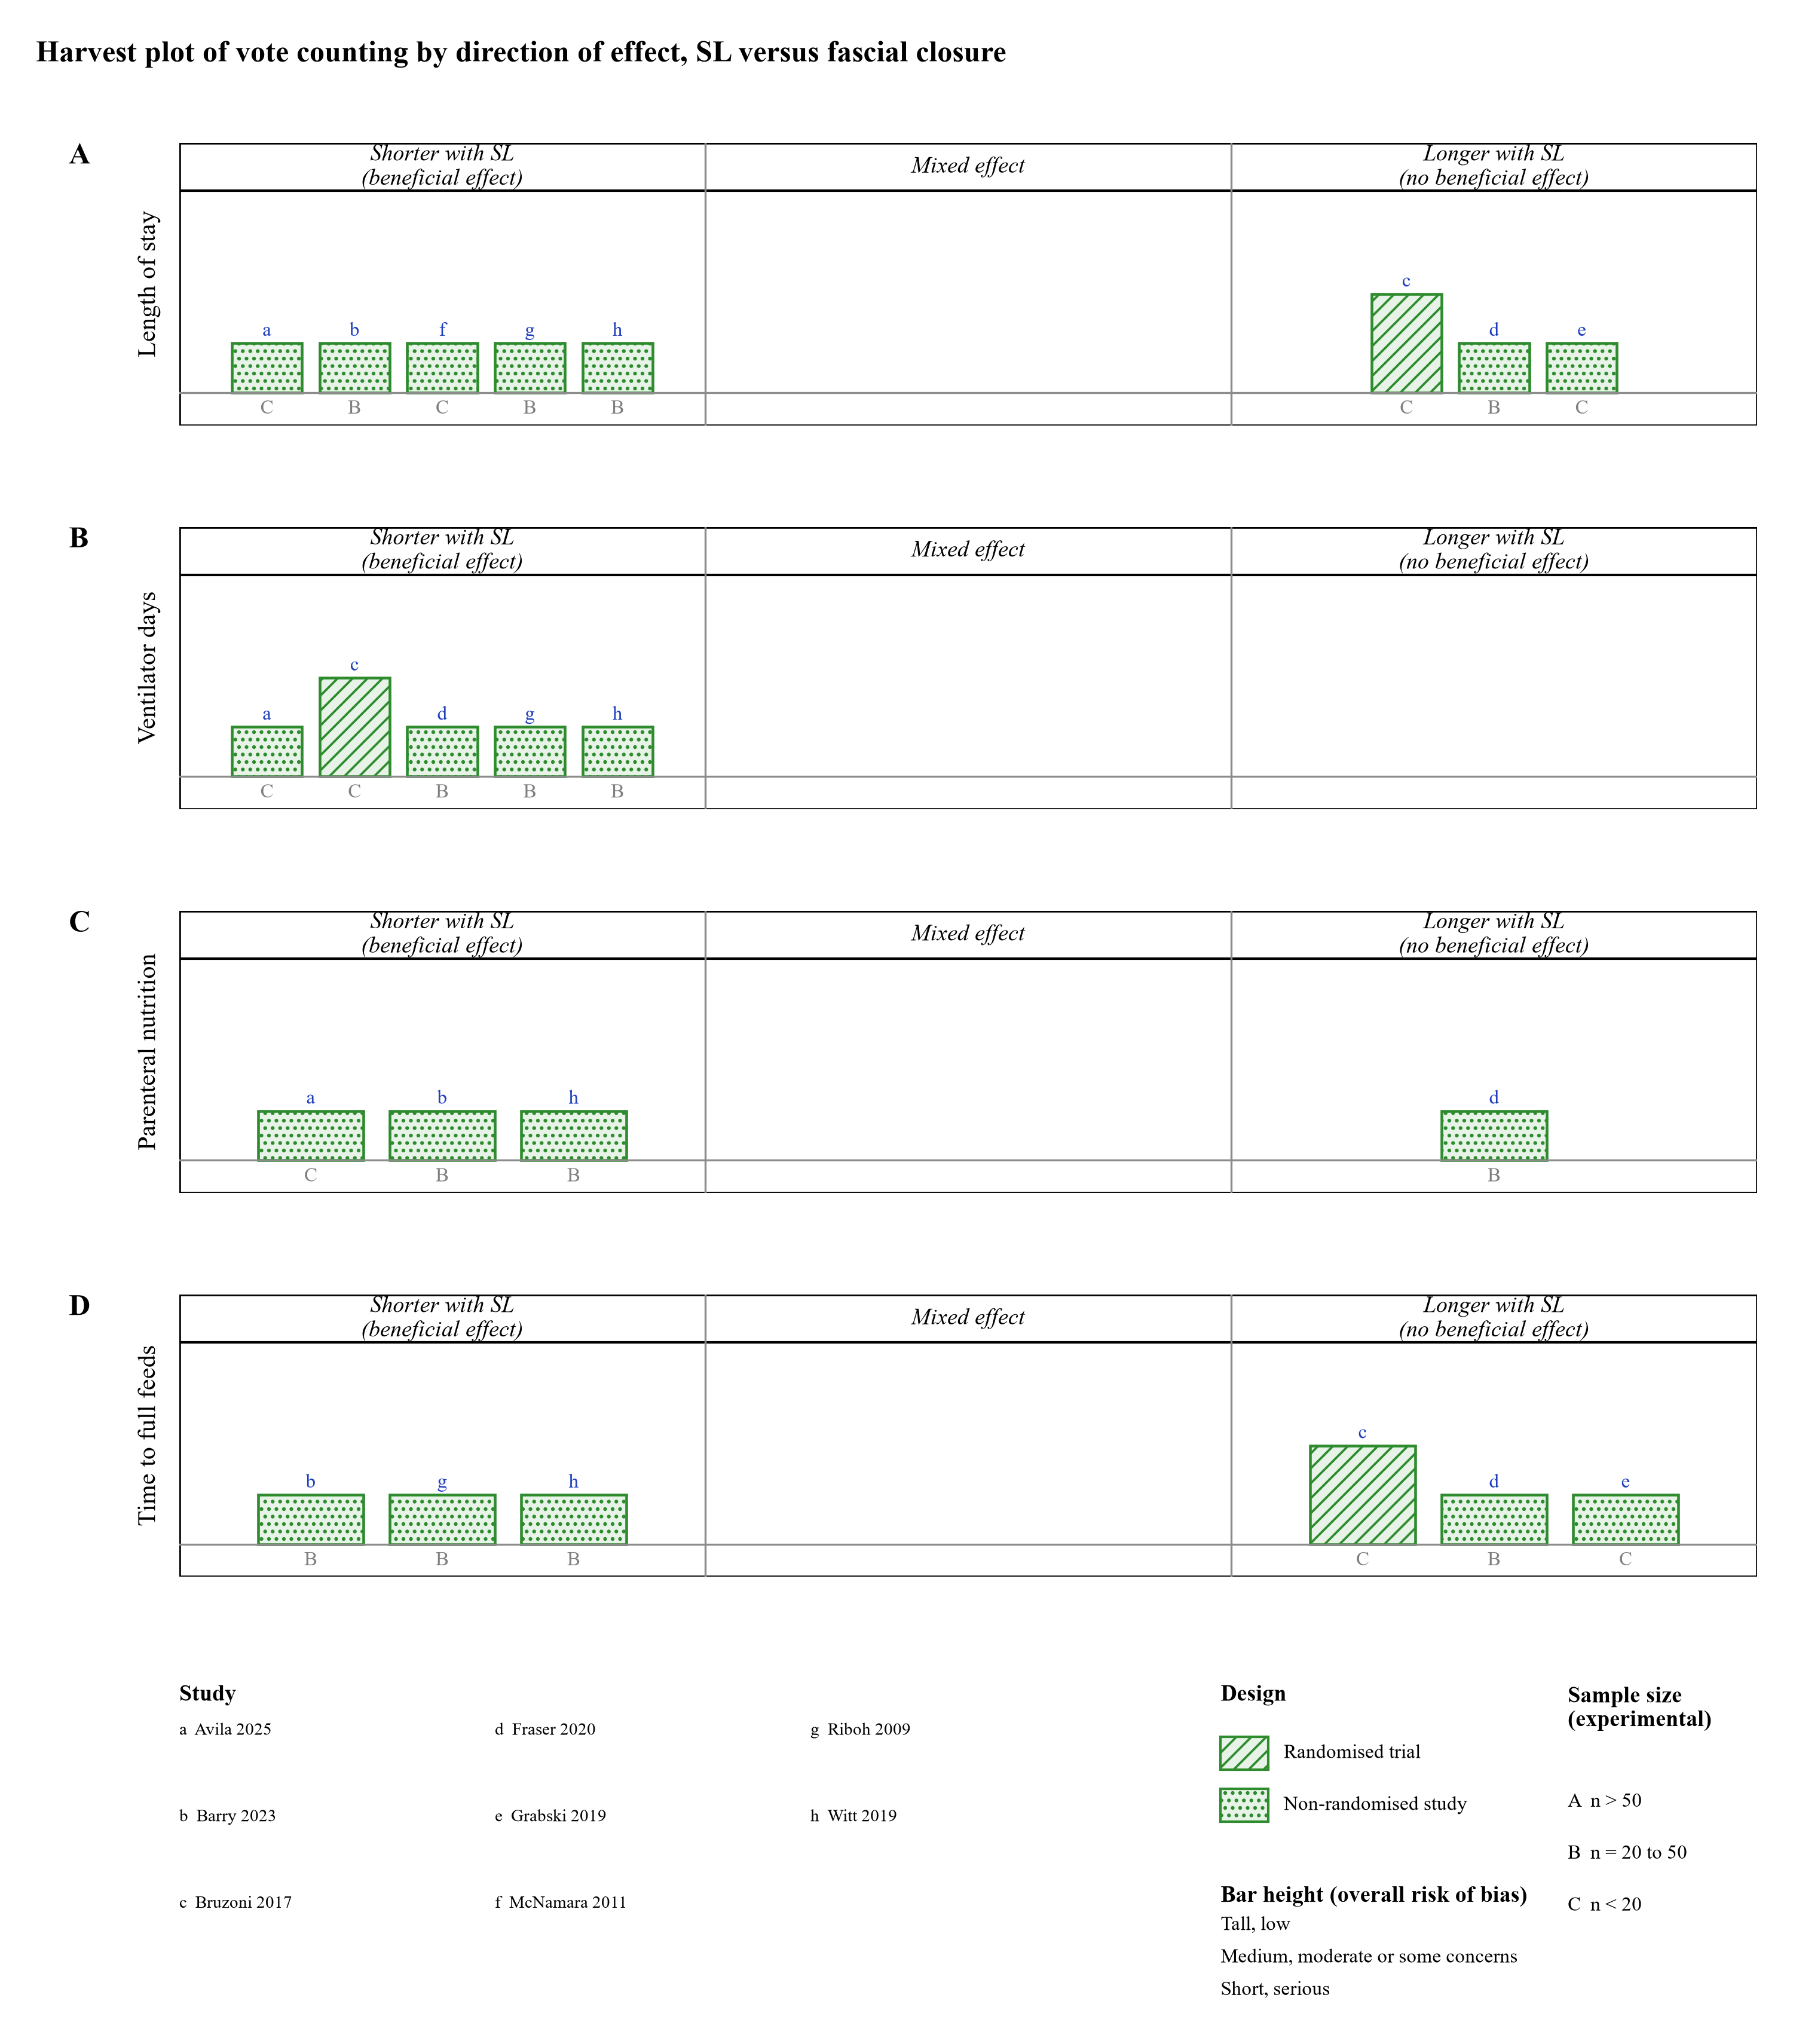 Harvest plot of vote counting by direction of effect, SL versus fascial closure
A
Shorter with SL
(beneficial effect)
Mixed effect
Longer with SL
(no beneficial effect)
Length of stay
a b f g h
c d e
C B C B B
C B C
B
Shorter with SL
(beneficial effect)
Mixed effect
Longer with SL
(no beneficial effect)
Ventilator days
a c d g h
C C B B B
C
Shorter with SL
(beneficial effect)
Mixed effect
Longer with SL
(no beneficial effect)
Parenteral nutrition
a b h
d
C B B
B
D
Shorter with SL
(beneficial effect)
Mixed effect
Longer with SL
(no beneficial effect)
Time to full feeds
b g h
c d e
B B B
C B C
Study
a Avila 2025
b Barry 2023
c Bruzoni 2017
d Fraser 2020
e Grabski 2019
f McNamara 2011
g Riboh 2009
h Witt 2019
Design
Randomised trial
Non-randomised study
Bar height (overall risk of bias)
Tall, low
Medium, moderate or some concerns
Short, serious
Sample size
(experimental)
A n > 50
B n = 20 to 50
C n < 20